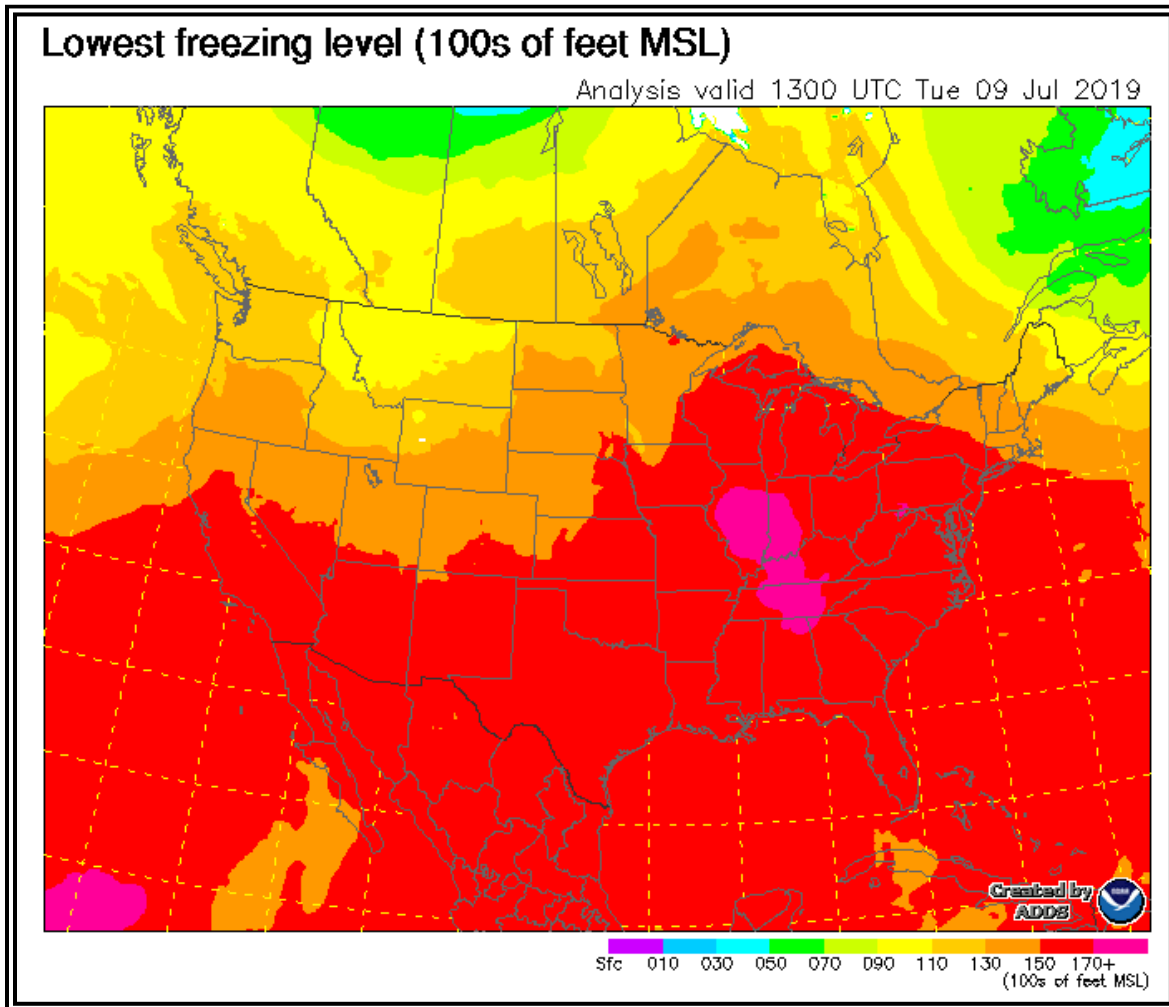 Lowest freezing level (100s of feet MSL)
Analysis valid 1300 UTC Tue 09 Jul 2019
Created by
ADDS
Sfc 010 030 050 070 090 110 130 150 170+
(100s of feet MSL)